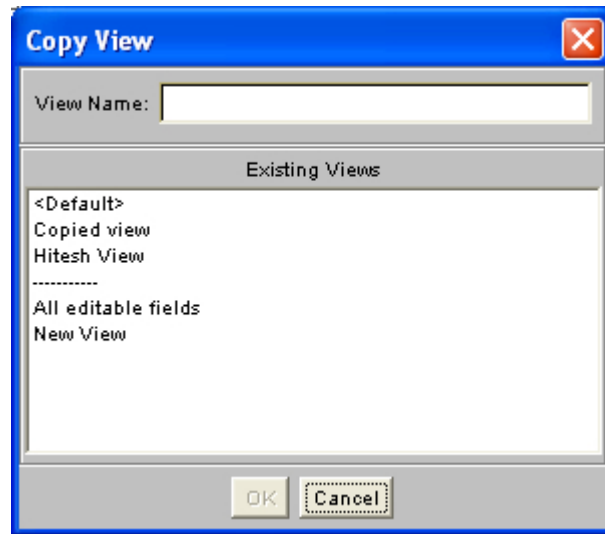 Copy View
View Name:
Existing Views
<Default>
Copied view
Hitesh View
-----------
All editable fields
New View
OK Cancel